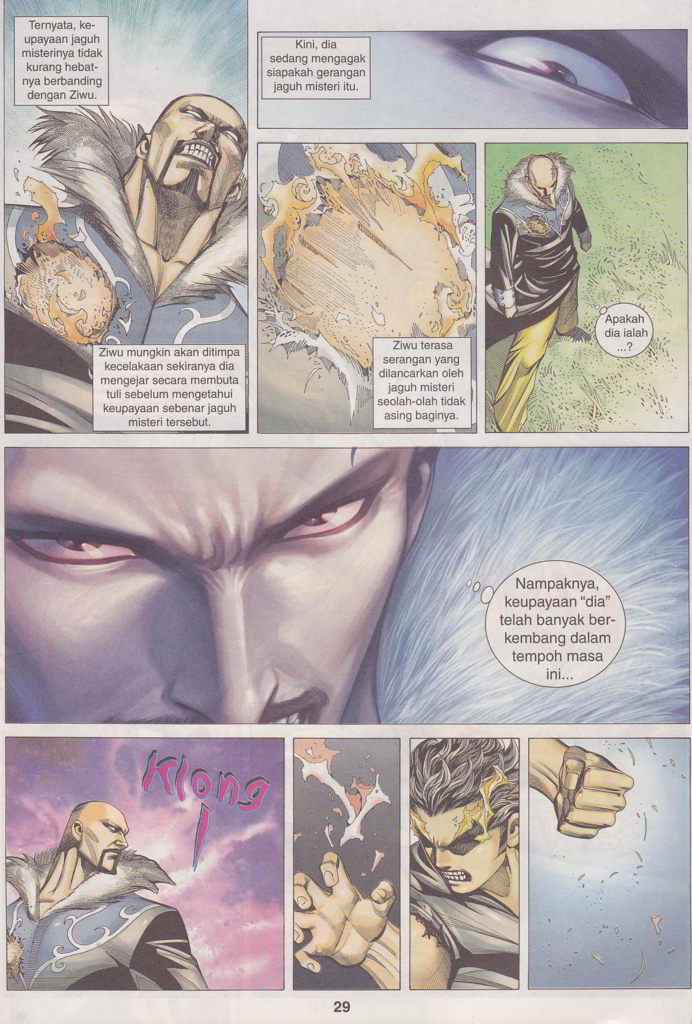 Ternyata, ke-
upayaan jaguh
misterinya tidak
kurang hebat-
nya berbanding
dengan Ziwu.
Kini, dia
sedang mengagak
siapakah gerangan
jaguh misteri itu.
Ziwu mungkin akan ditimpa
kecelakaan sekiranya dia
mengejar secara membuta
tuli sebelum mengetahui
keupayaan sebenar jaguh
misteri tersebut.
Ziwu terasa
serangan yang
dilancarkan oleh
jaguh misteri
seolah-olah tidak
asing baginya.
Apakah
dia ialah
...?
Nampaknya,
keupayaan “dia”
telah banyak ber-
kembang dalam
tempoh masa
ini...
Klong
!
29